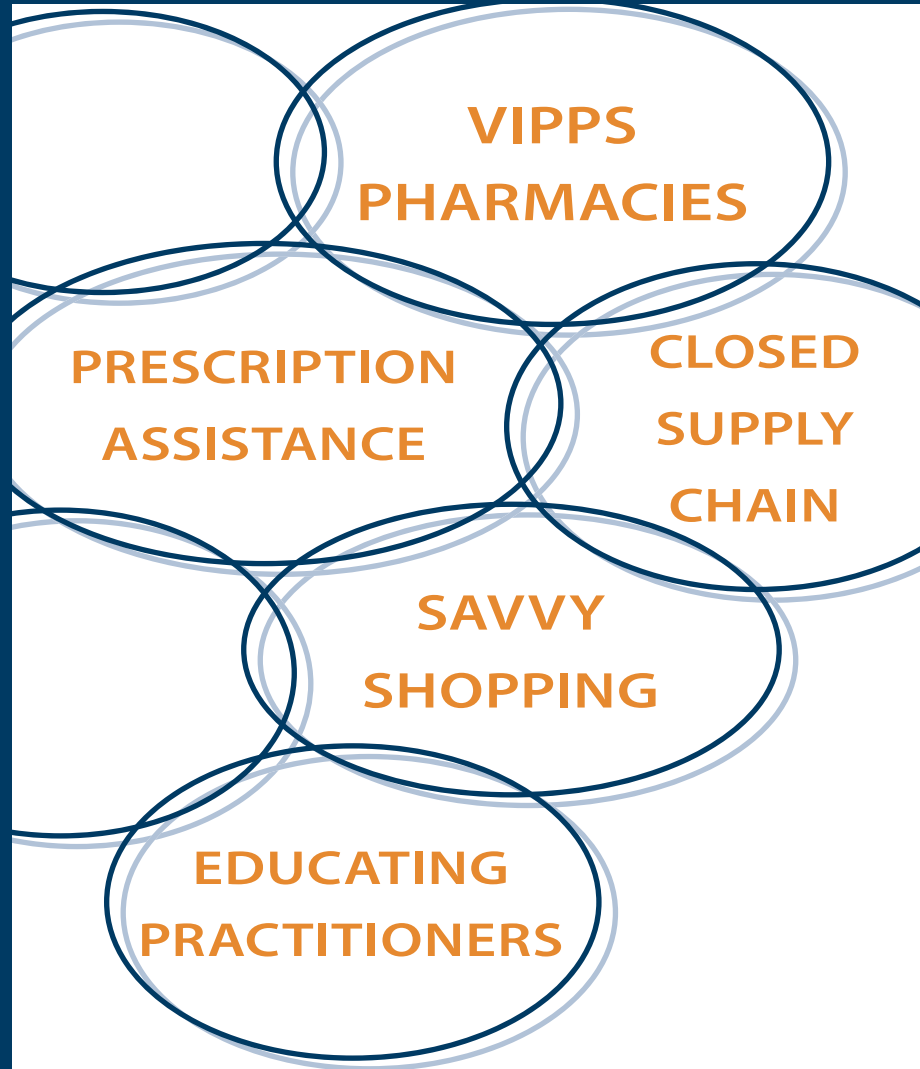 VIPPS
PHARMACIES
PRESCRIPTION
ASSISTANCE
CLOSED
SUPPLY
CHAIN
SAVVY
SHOPPING
EDUCATING
PRACTITIONERS